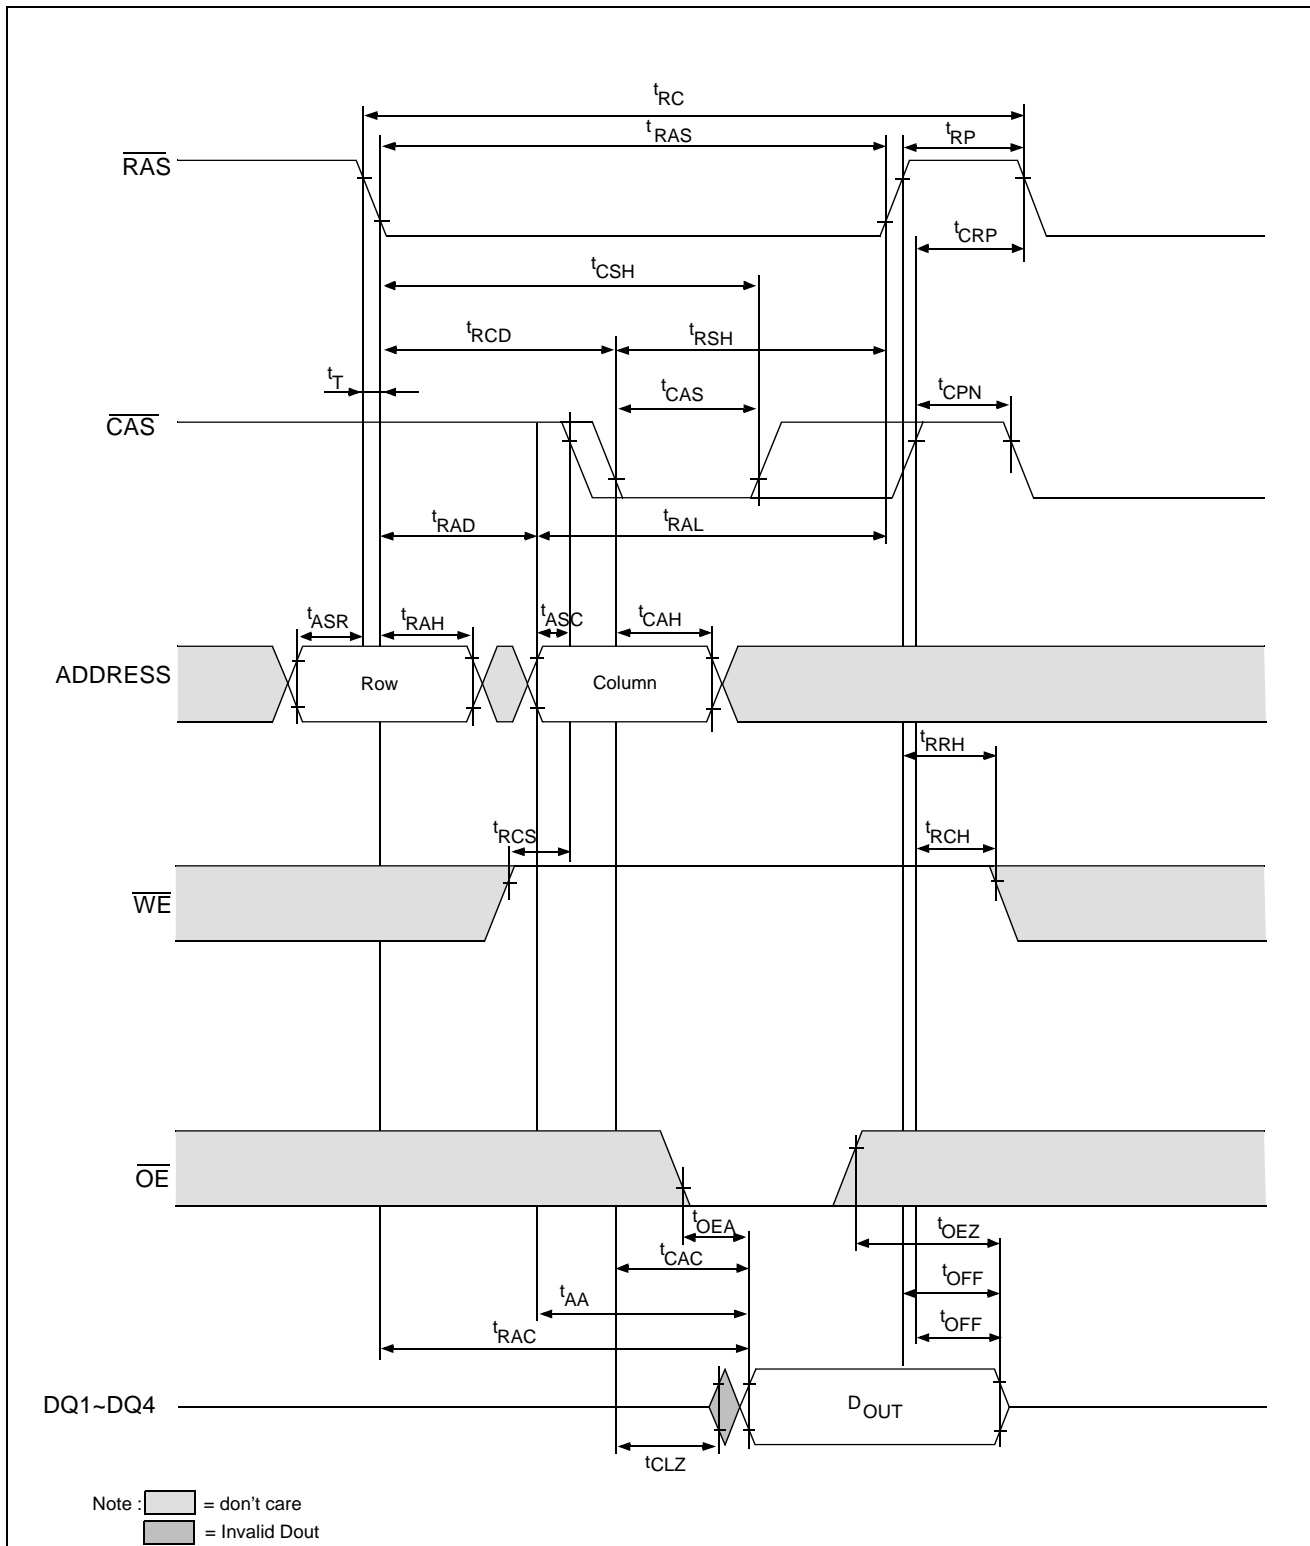 tRC
tRAS
tRP
RAS
tCRP
tCSH
tRCD
tRSH
tT
tCAS
tCPN
CAS
tRAD
tRAL
tASR
tRAH
tASC
tCAH
ADDRESS
Row
Column
tRRH
tRCS
tRCH
WE
OE
tOEA
tOEZ
tCAC
tOFF
tAA
tRAC
tOFF
DQ1~DQ4
DOUT
tCLZ
Note : = don't care
= Invalid Dout